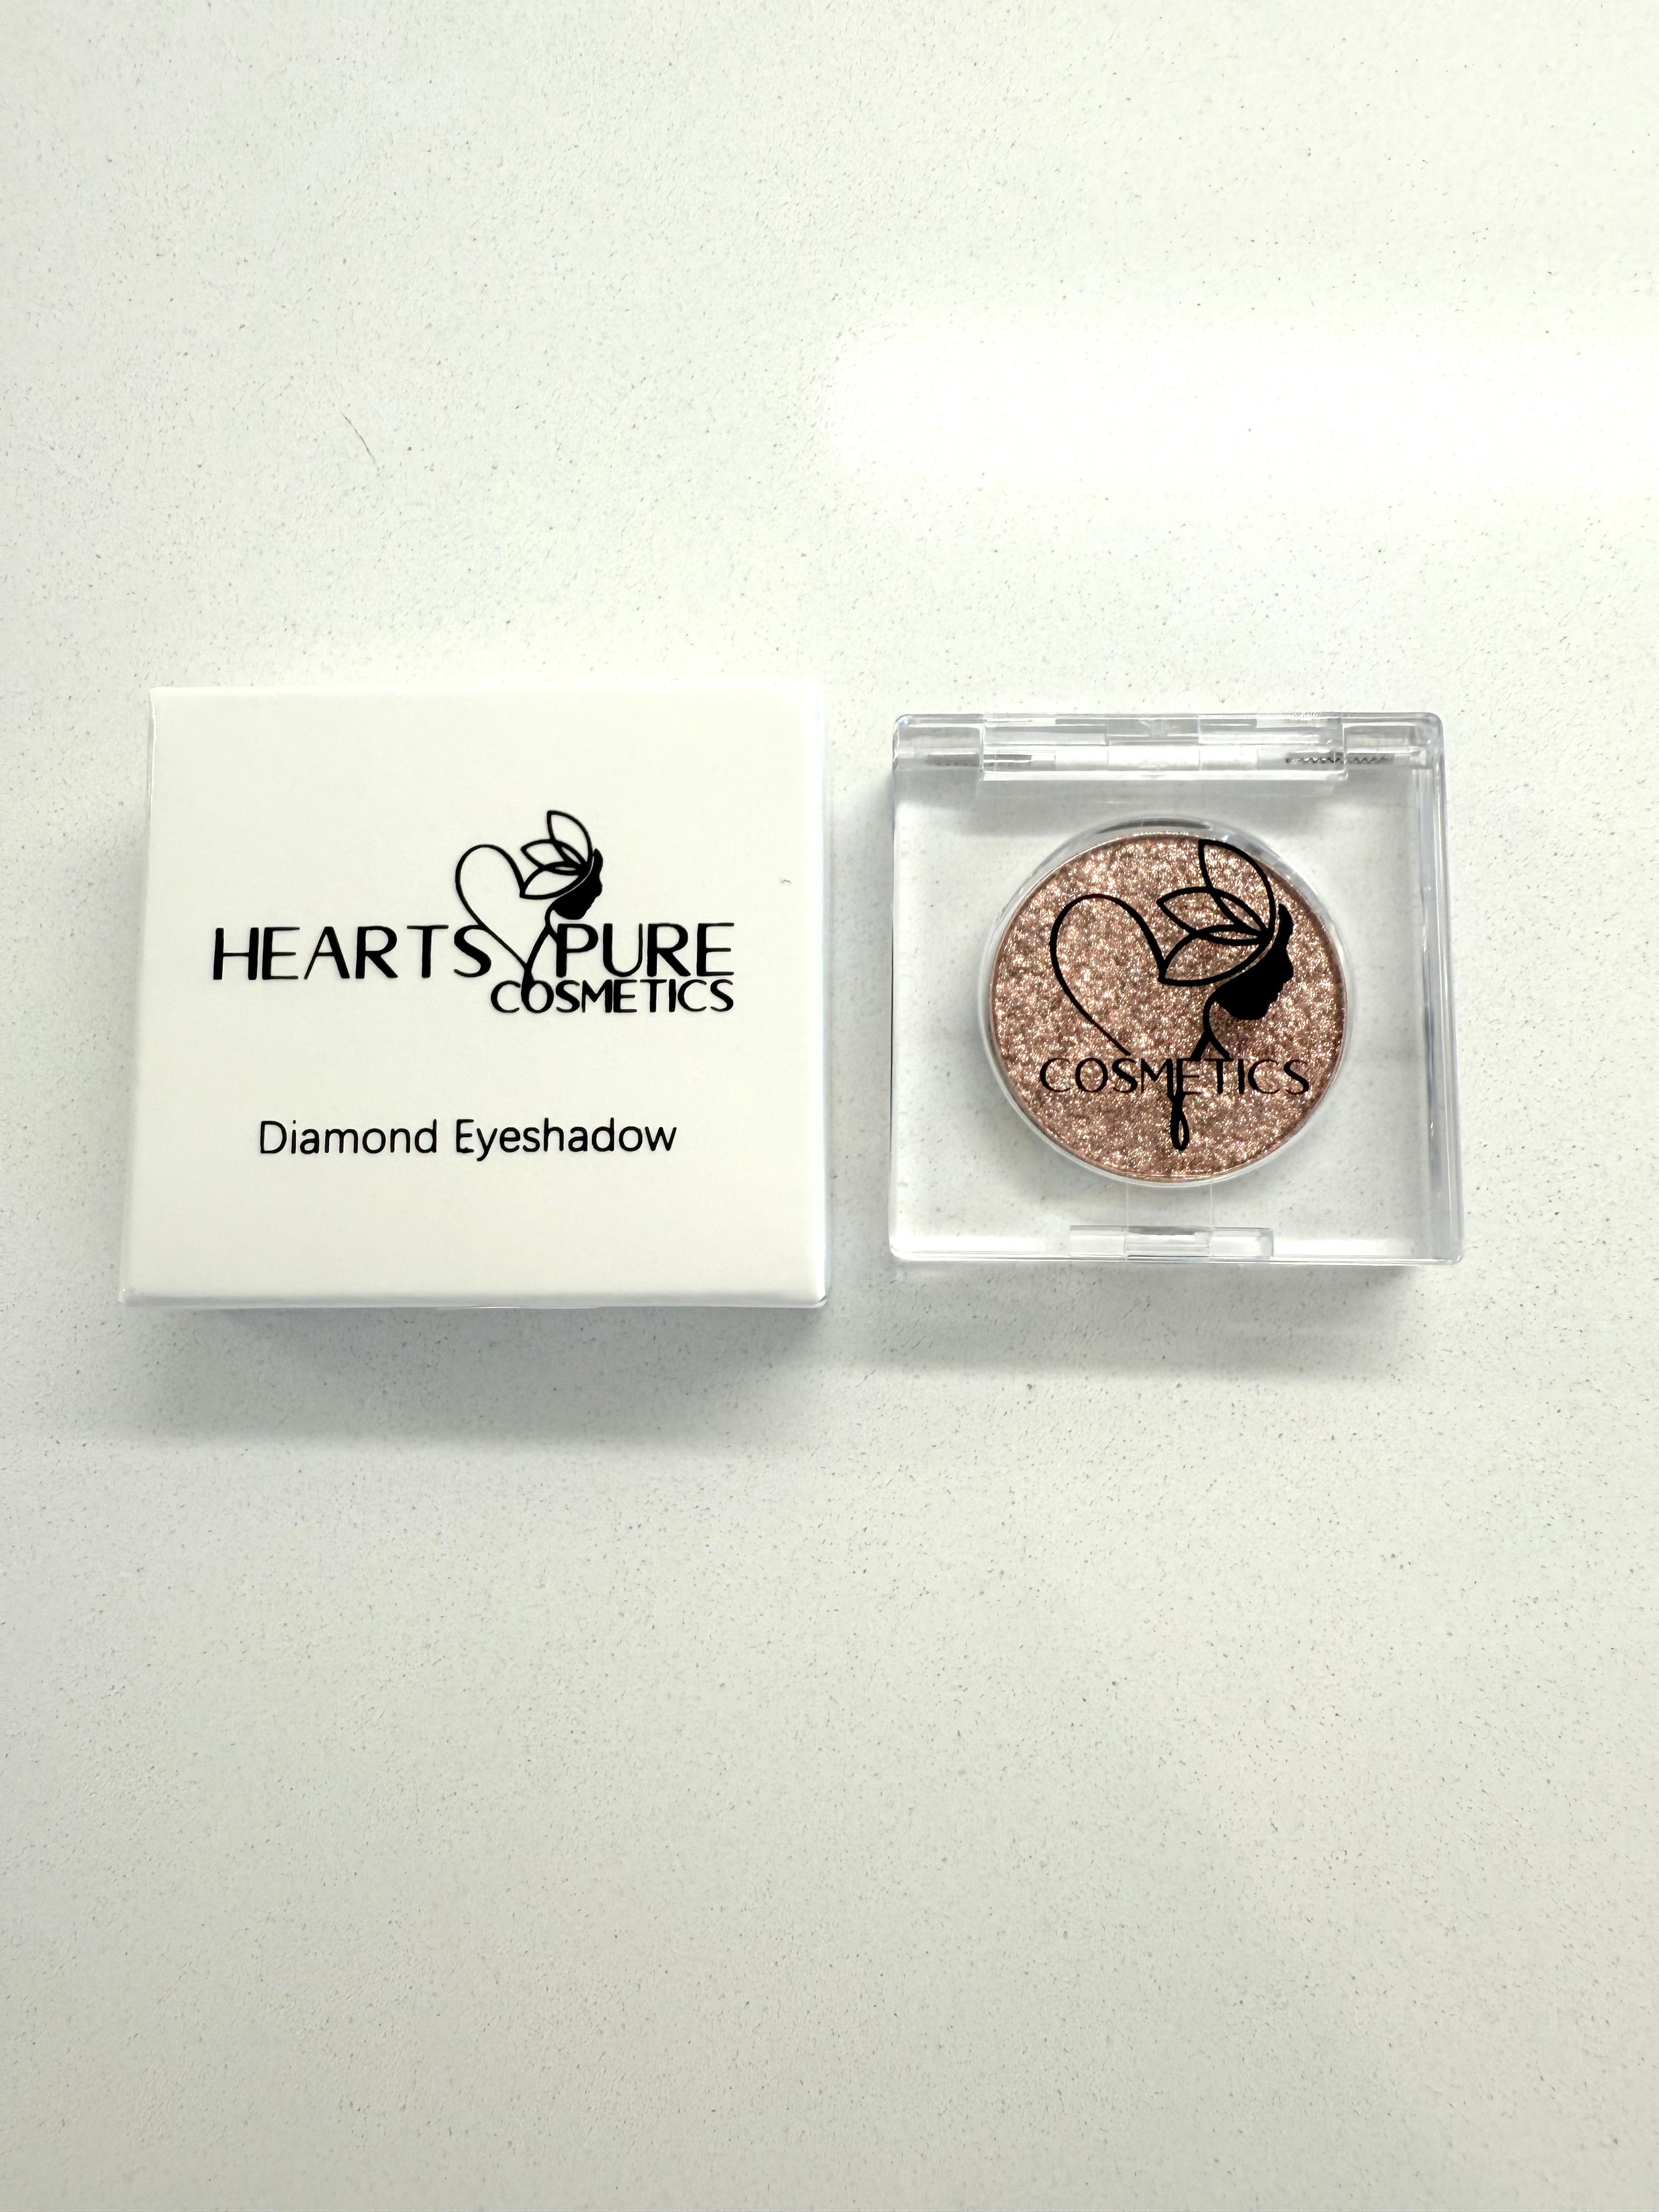 HEARTS PURE
COSMETICS
Diamond Eyeshadow
COSMETICS